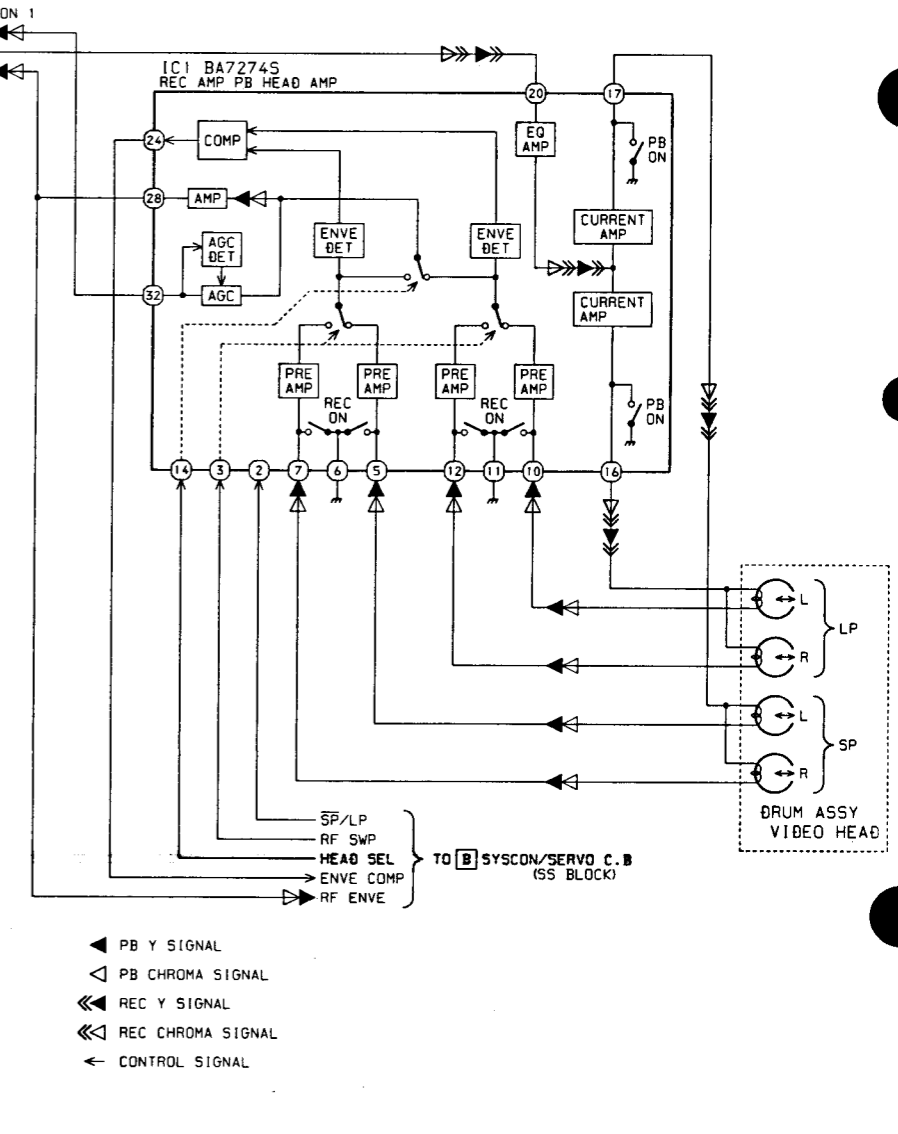 ON 1
IC1 BA7274S
REC AMP PB HEAD AMP
20
17
24
COMP
EQ
AMP
PB
ON
28
AMP
ENVE
DET
ENVE
DET
CURRENT
AMP
AGC
DET
32
AGC
CURRENT
AMP
PRE
AMP
PRE
AMP
PRE
AMP
PRE
AMP
REC
ON
REC
ON
PB
ON
14
3
2
7
6
5
12
11
10
16
L
LP
R
L
SP
R
DRUM ASSY
VIDEO HEAD
S̅P̅/LP
RF SWP
HEAD SEL
TO B SYSCON/SERVO C.B
(SS BLOCK)
ENVE COMP
RF ENVE
PB Y SIGNAL
PB CHROMA SIGNAL
REC Y SIGNAL
REC CHROMA SIGNAL
CONTROL SIGNAL